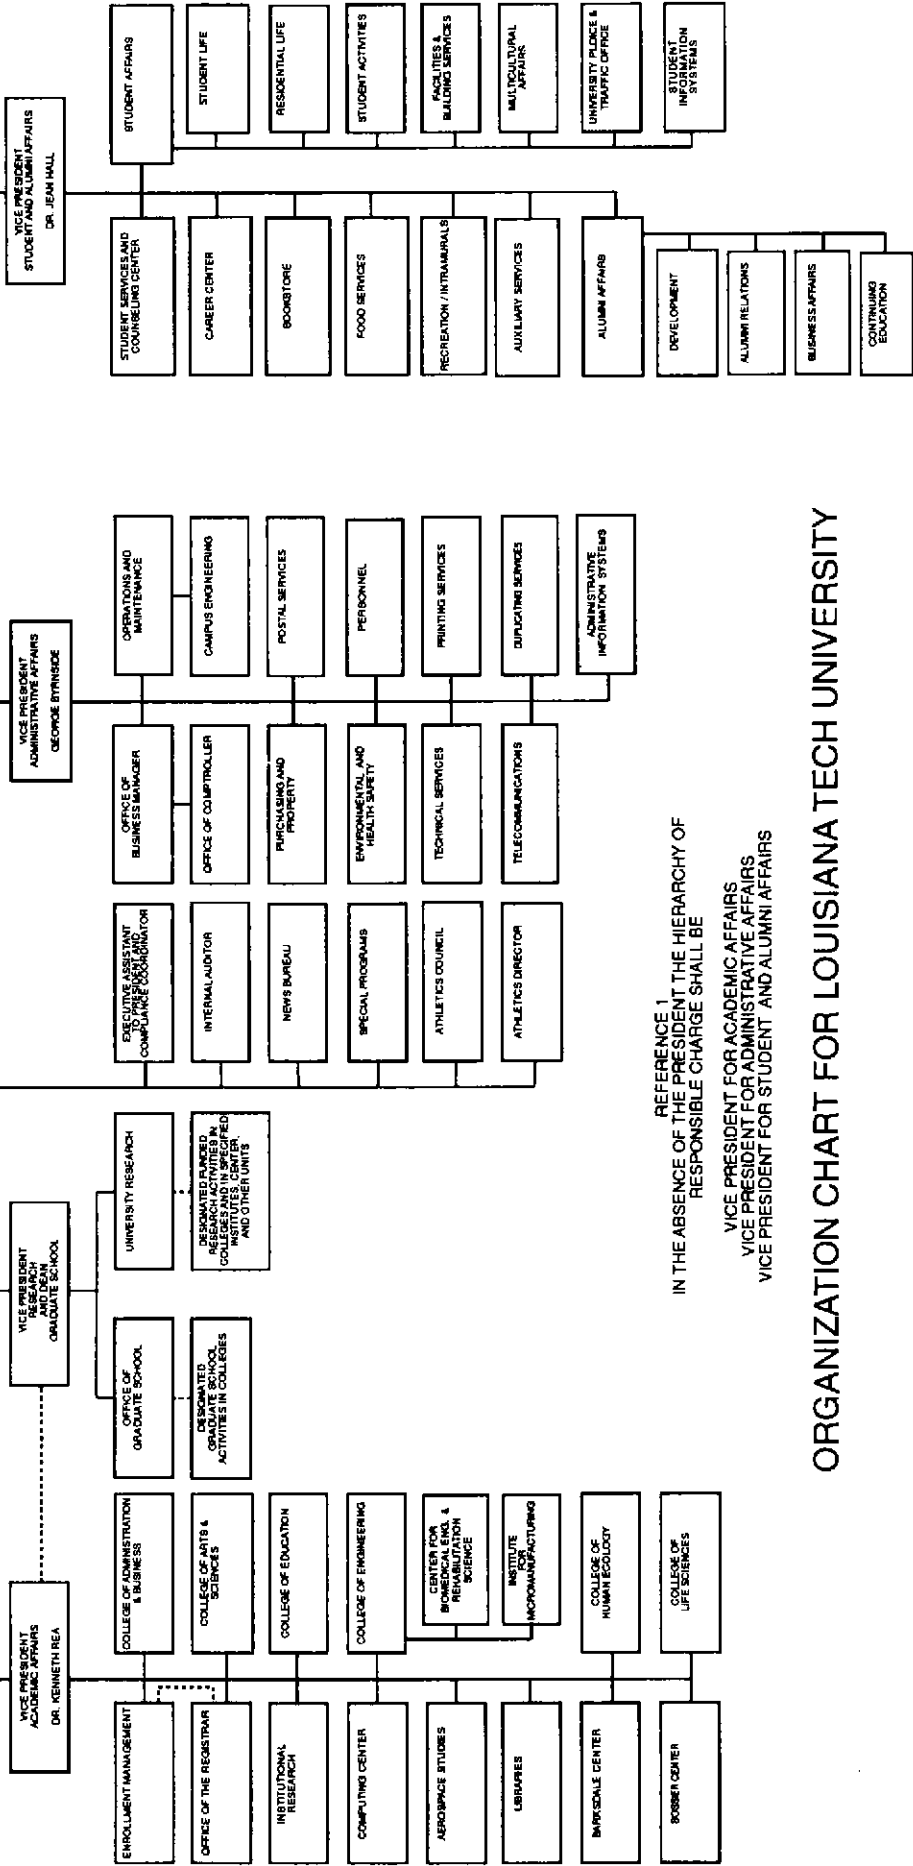 VICE PRESIDENT
ACADEMIC AFFAIRS
DR. KENNETH REA
VICE PRESIDENT
RESEARCH
AND DEAN
GRADUATE SCHOOL
VICE PRESIDENT
ADMINISTRATIVE AFFAIRS
GEORGE BYRNSIDE
VICE PRESIDENT
STUDENT AND ALUMNI AFFAIRS
DR. JEAN HALL
ENROLLMENT MANAGEMENT
COLLEGE OF ADMINISTRATION
& BUSINESS
OFFICE OF THE REGISTRAR
COLLEGE OF ARTS &
SCIENCES
INSTITUTIONAL
RESEARCH
COLLEGE OF EDUCATION
COMPUTING CENTER
COLLEGE OF ENGINEERING
AEROSPACE STUDIES
CENTER FOR
BIOMEDICAL ENG. &
REHABILITATION
SCIENCE
LIBRARIES
INSTITUTE
FOR
MICROMANUFACTURING
BARKSDALE CENTER
COLLEGE OF
HUMAN ECOLOGY
BOSSIER CENTER
COLLEGE OF
LIFE SCIENCES
OFFICE OF
GRADUATE SCHOOL
UNIVERSITY RESEARCH
DESIGNATED
GRADUATE SCHOOL
ACTIVITIES IN COLLEGES
DESIGNATED FUNDED
RESEARCH ACTIVITIES IN
COLLEGES AND IN SPECIFIED
INSTITUTES, CENTER,
AND OTHER UNITS
EXECUTIVE ASSISTANT
TO PRESIDENT AND
COMPLIANCE COORDINATOR
INTERNAL AUDITOR
NEWS BUREAU
SPECIAL PROGRAMS
ATHLETICS COUNCIL
ATHLETICS DIRECTOR
OFFICE OF
BUSINESS MANAGER
OPERATIONS AND
MAINTENANCE
OFFICE OF COMPTROLLER
CAMPUS ENGINEERING
PURCHASING AND
PROPERTY
POSTAL SERVICES
ENVIRONMENTAL AND
HEALTH SAFETY
PERSONNEL
TECHNICAL SERVICES
PRINTING SERVICES
TELECOMMUNICATIONS
DUPLICATING SERVICES
ADMINISTRATIVE
INFORMATION SYSTEMS
STUDENT SERVICES AND
COUNSELING CENTER
STUDENT AFFAIRS
CAREER CENTER
STUDENT LIFE
BOOKSTORE
RESIDENTIAL LIFE
FOOD SERVICES
STUDENT ACTIVITIES
RECREATION / INTRAMURALS
FACILITIES &
BUILDING SERVICES
AUXILIARY SERVICES
MULTICULTURAL
AFFAIRS
ALUMNI AFFAIRS
UNIVERSITY PLOICE &
TRAFFIC OFFICE
STUDENT
INFORMATION
SYSTEMS
DEVELOPMENT
ALUMNI RELATIONS
BUSINESS AFFAIRS
CONTINUING
EDUCATION
REFERENCE 1
IN THE ABSENCE OF THE PRESIDENT THE HIERARCHY OF
RESPONSIBLE CHARGE SHALL BE
VICE PRESIDENT FOR ACADEMIC AFFAIRS
VICE PRESIDENT FOR ADMINISTRATIVE AFFAIRS
VICE PRESIDENT FOR STUDENT AND ALUMNI AFFAIRS
ORGANIZATION CHART FOR LOUISIANA TECH UNIVERSITY